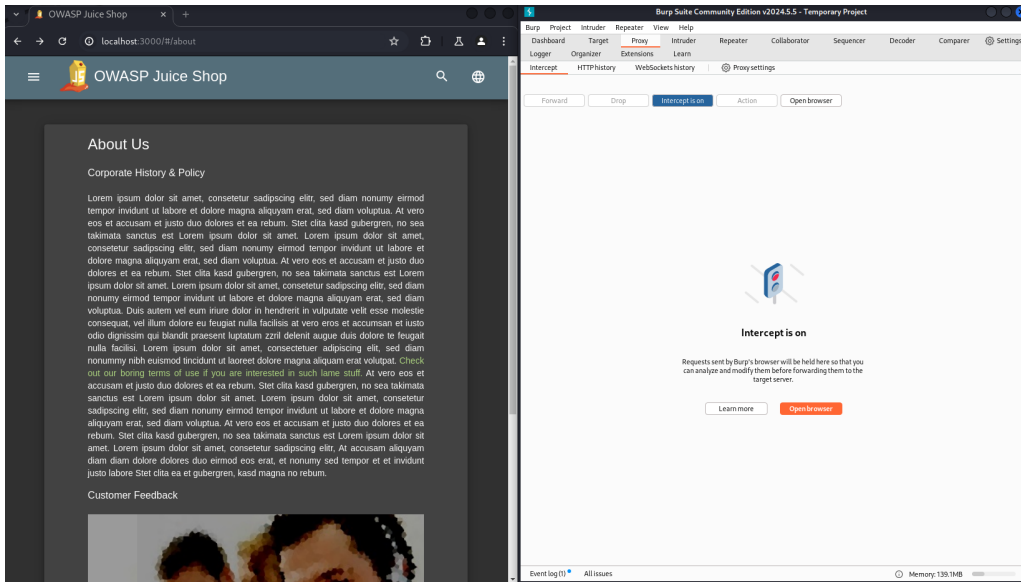 OWASP Juice Shop
localhost:3000/#/about
OWASP Juice Shop
About Us
Corporate History & Policy
Lorem ipsum dolor sit amet, consetetur sadipscing elitr, sed diam nonumy eirmod
tempor invidunt ut labore et dolore magna aliquyam erat, sed diam voluptua. At vero
eos et accusam et justo duo dolores et ea rebum. Stet clita kasd gubergren, no sea
takimata sanctus est Lorem ipsum dolor sit amet. Lorem ipsum dolor sit amet,
consetetur sadipscing elitr, sed diam nonumy eirmod tempor invidunt ut labore et
dolore magna aliquyam erat, sed diam voluptua. At vero eos et accusam et justo duo
dolores et ea rebum. Stet clita kasd gubergren, no sea takimata sanctus est Lorem
ipsum dolor sit amet. Lorem ipsum dolor sit amet, consetetur sadipscing elitr, sed diam
nonumy eirmod tempor invidunt ut labore et dolore magna aliquyam erat, sed diam
voluptua. Duis autem vel eum iriure dolor in hendrerit in vulputate velit esse molestie
consequat, vel illum dolore eu feugiat nulla facilisis at vero eros et accumsan et iusto
odio dignissim qui blandit praesent luptatum zzril delenit augue duis dolore te feugait
nulla facilisi. Lorem ipsum dolor sit amet, consectetuer adipiscing elit, sed diam
nonummy nibh euismod tincidunt ut laoreet dolore magna aliquam erat volutpat. Check
out our boring terms of use if you are interested in such lame stuff. At vero eos et
accusam et justo duo dolores et ea rebum. Stet clita kasd gubergren, no sea takimata
sanctus est Lorem ipsum dolor sit amet. Lorem ipsum dolor sit amet, consetetur
sadipscing elitr, sed diam nonumy eirmod tempor invidunt ut labore et dolore magna
aliquyam erat, sed diam voluptua. At vero eos et accusam et justo duo dolores et ea
rebum. Stet clita kasd gubergren, no sea takimata sanctus est Lorem ipsum dolor sit
amet. Lorem ipsum dolor sit amet, consetetur sadipscing elitr, At accusam aliquyam
diam diam dolore dolores duo eirmod eos erat, et nonumy sed tempor et et invidunt
justo labore Stet clita ea et gubergren, kasd magna no rebum.
Customer Feedback
Burp Suite Community Edition v2024.5.5 - Temporary Project
Burp Project Intruder Repeater View Help
Dashboard Target Proxy Intruder Repeater Collaborator Sequencer Decoder Comparer Settings
Logger Organizer Extensions Learn
Intercept HTTP history WebSockets history Proxy settings
Forward Drop Intercept is on Action Open browser
Intercept is on
Requests sent by Burp's browser will be held here so that you
can analyze and modify them before forwarding them to the
target server.
Learn more Open browser
Event log (1) All issues Memory: 139.1MB